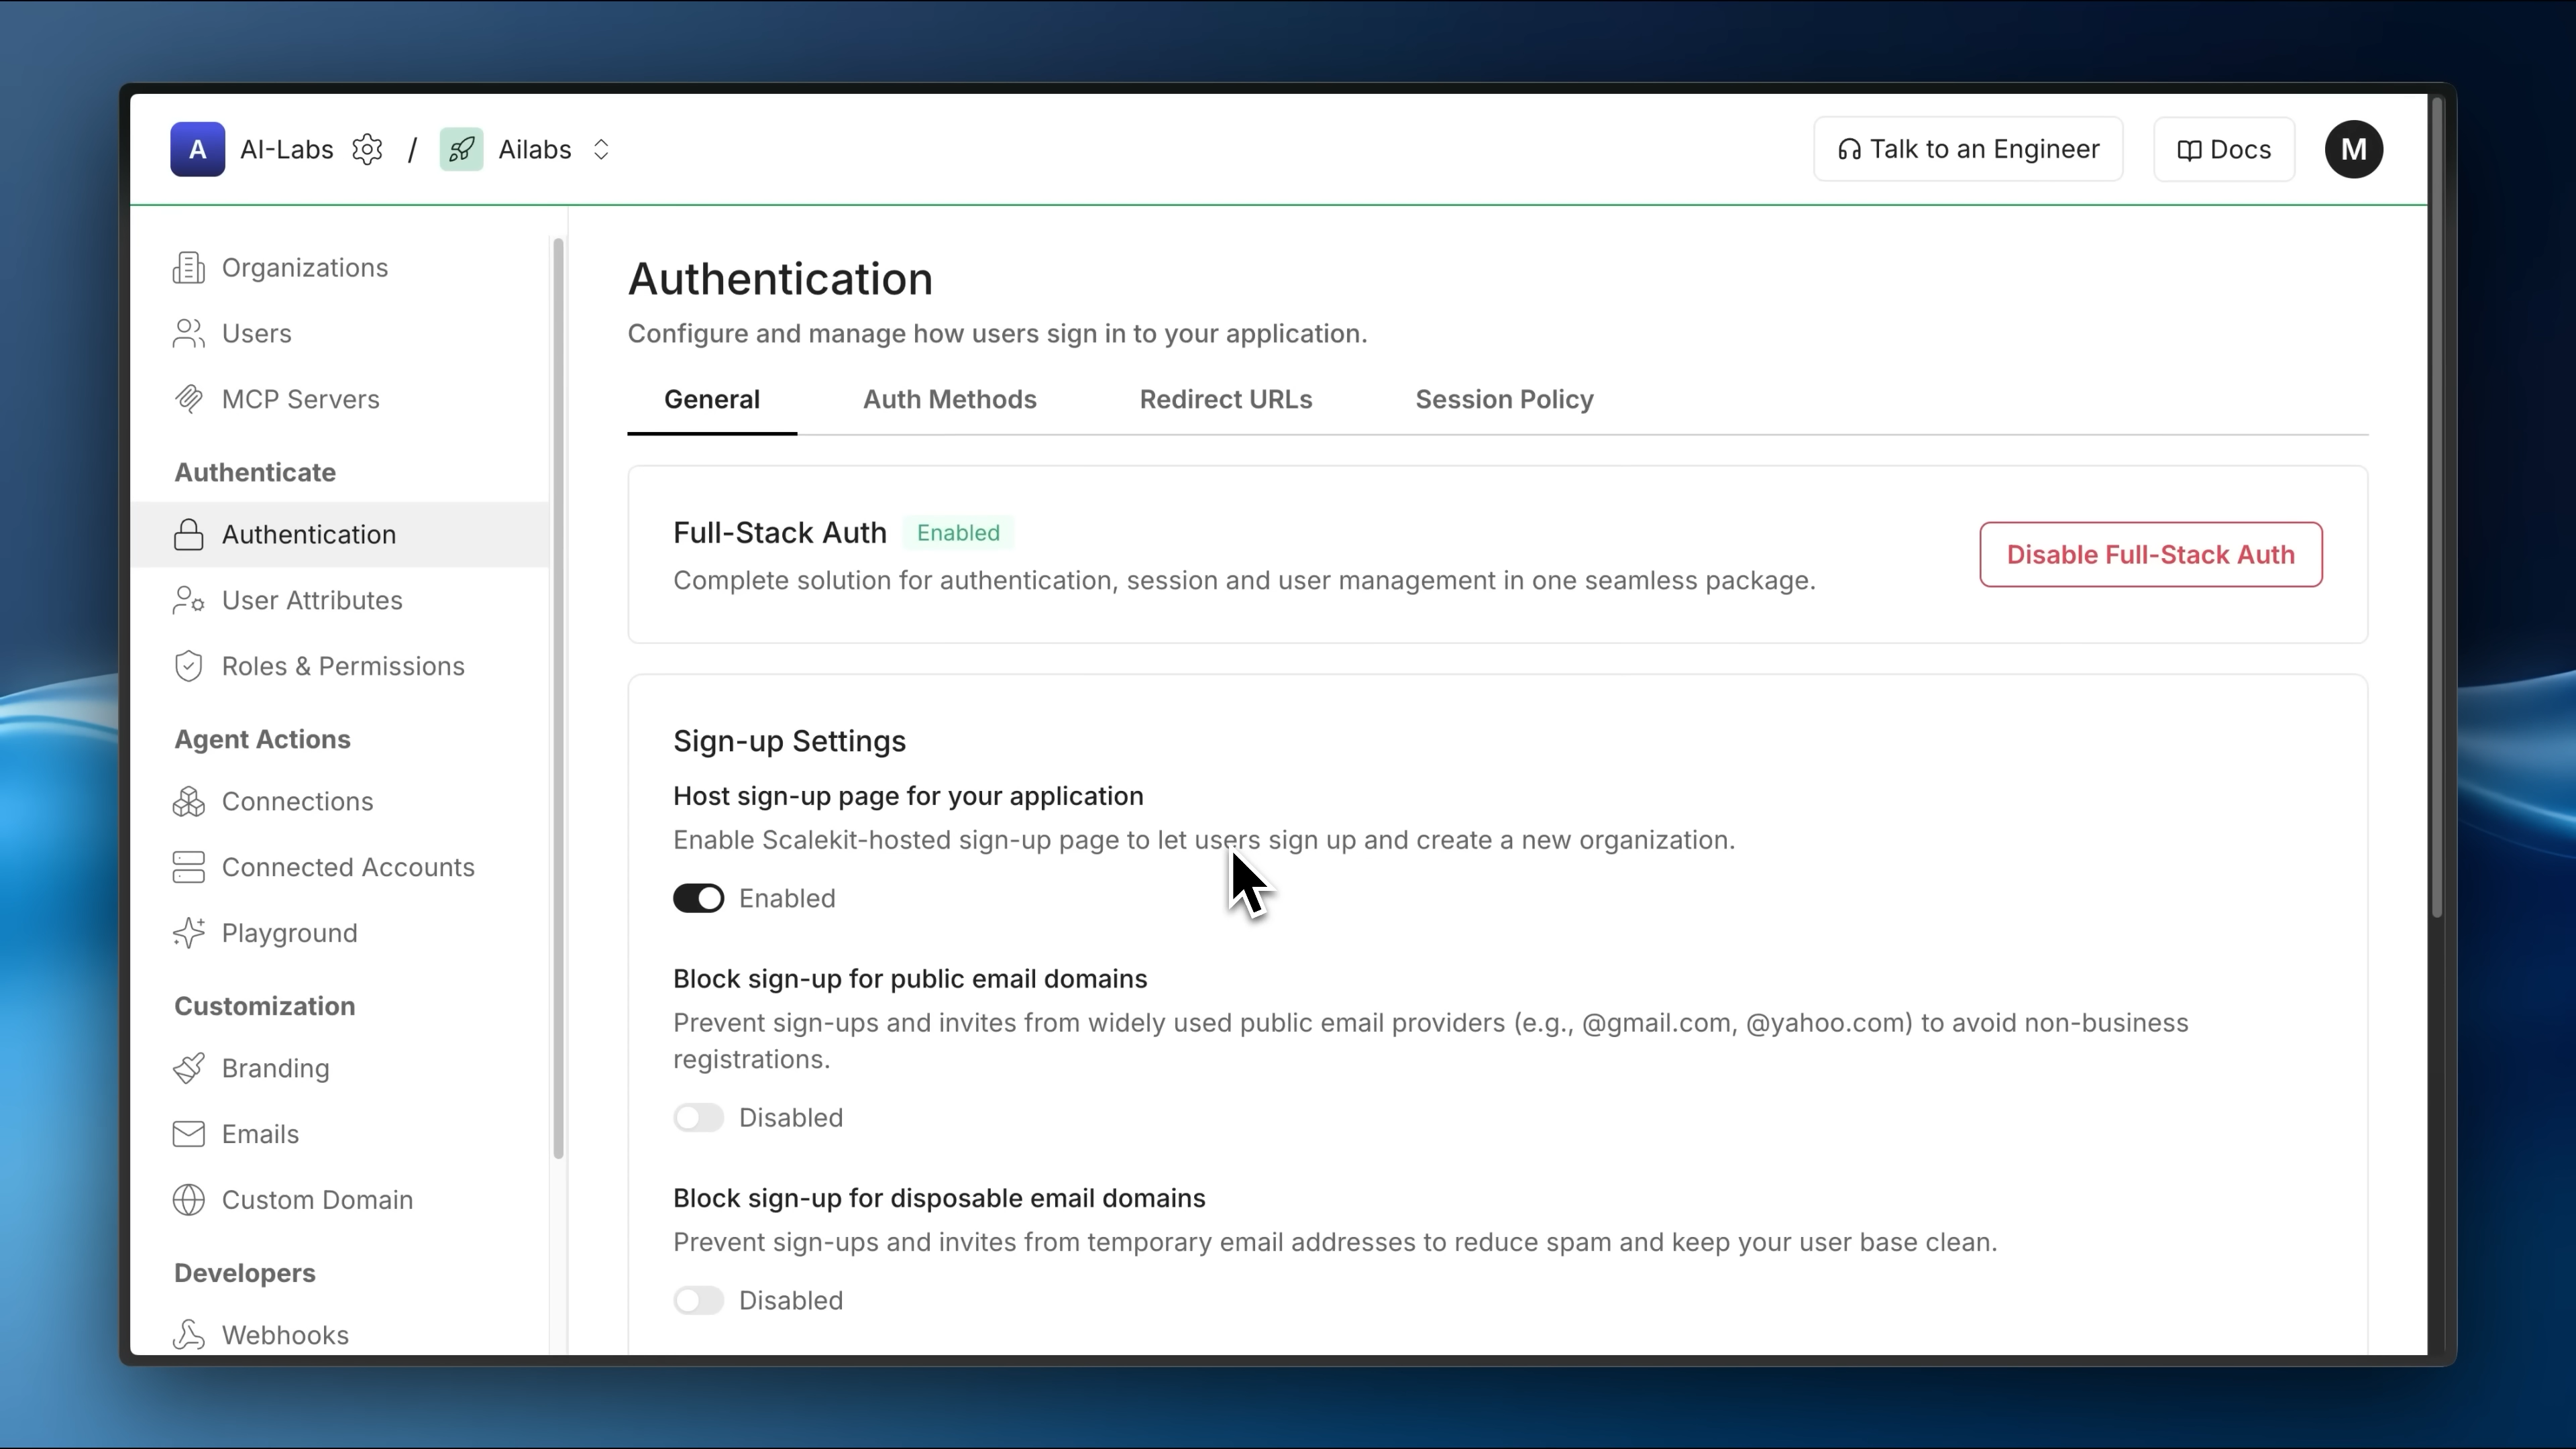 A AI-Labs / Ailabs
Talk to an Engineer
Docs
M
Organizations
Users
MCP Servers
Authenticate
Authentication
User Attributes
Roles & Permissions
Agent Actions
Connections
Connected Accounts
Playground
Customization
Branding
Emails
Custom Domain
Developers
Webhooks
Authentication
Configure and manage how users sign in to your application.
General Auth Methods Redirect URLs Session Policy
Full-Stack Auth Enabled
Complete solution for authentication, session and user management in one seamless package.
Disable Full-Stack Auth
Sign-up Settings
Host sign-up page for your application
Enable Scalekit-hosted sign-up page to let users sign up and create a new organization.
Enabled
Block sign-up for public email domains
Prevent sign-ups and invites from widely used public email providers (e.g., @gmail.com, @yahoo.com) to avoid non-business
registrations.
Disabled
Block sign-up for disposable email domains
Prevent sign-ups and invites from temporary email addresses to reduce spam and keep your user base clean.
Disabled